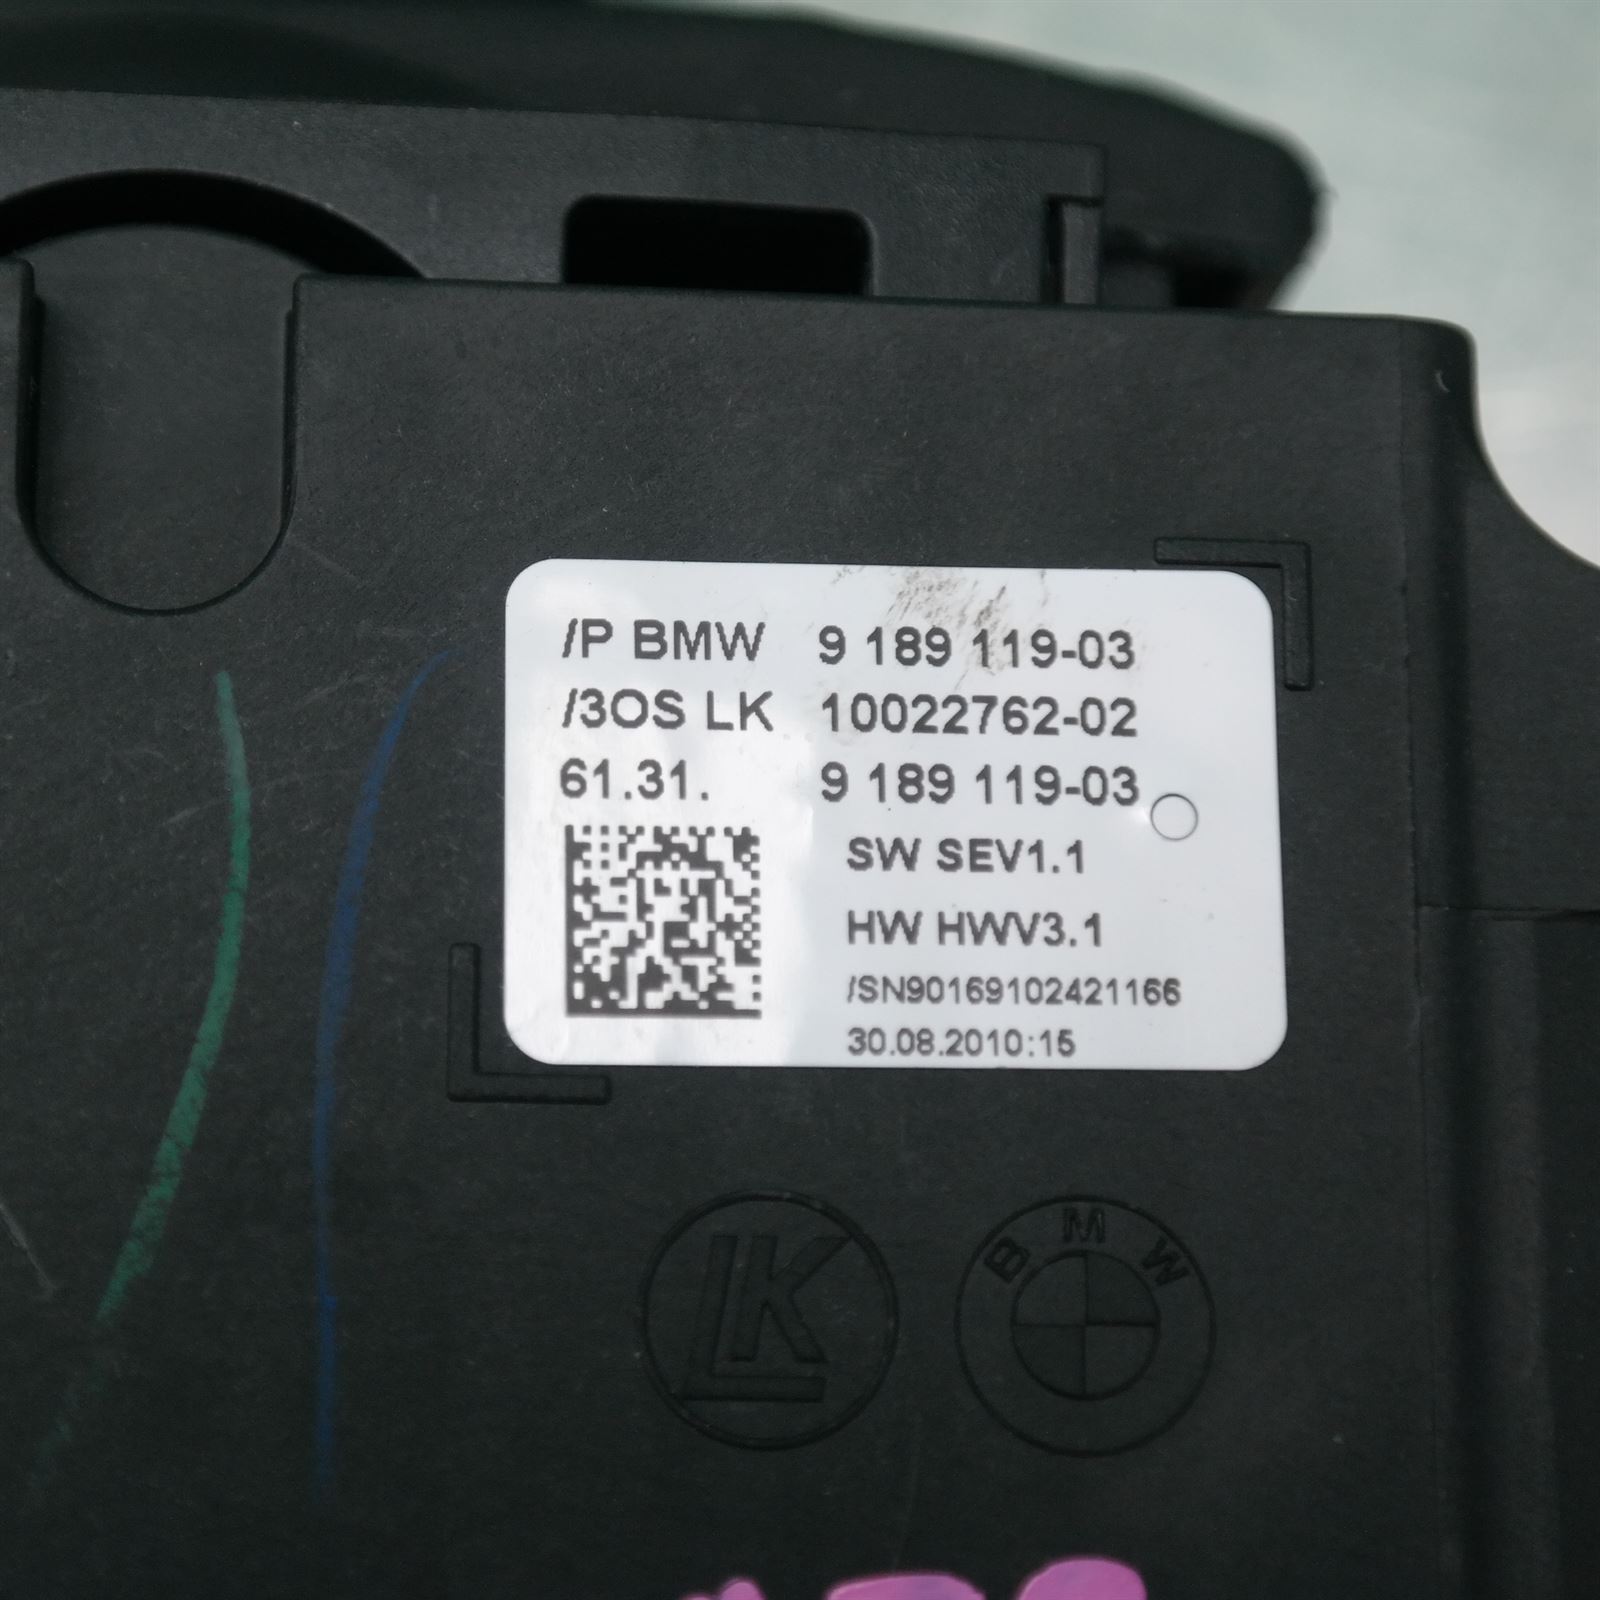 /P BMW 9 189 119-03
/3OS LK 10022762-02
61.31. 9 189 119-03
SW SEV1.1
HW HWV3.1
/SN90169102421166
30.08.2010:15
LK
BMW